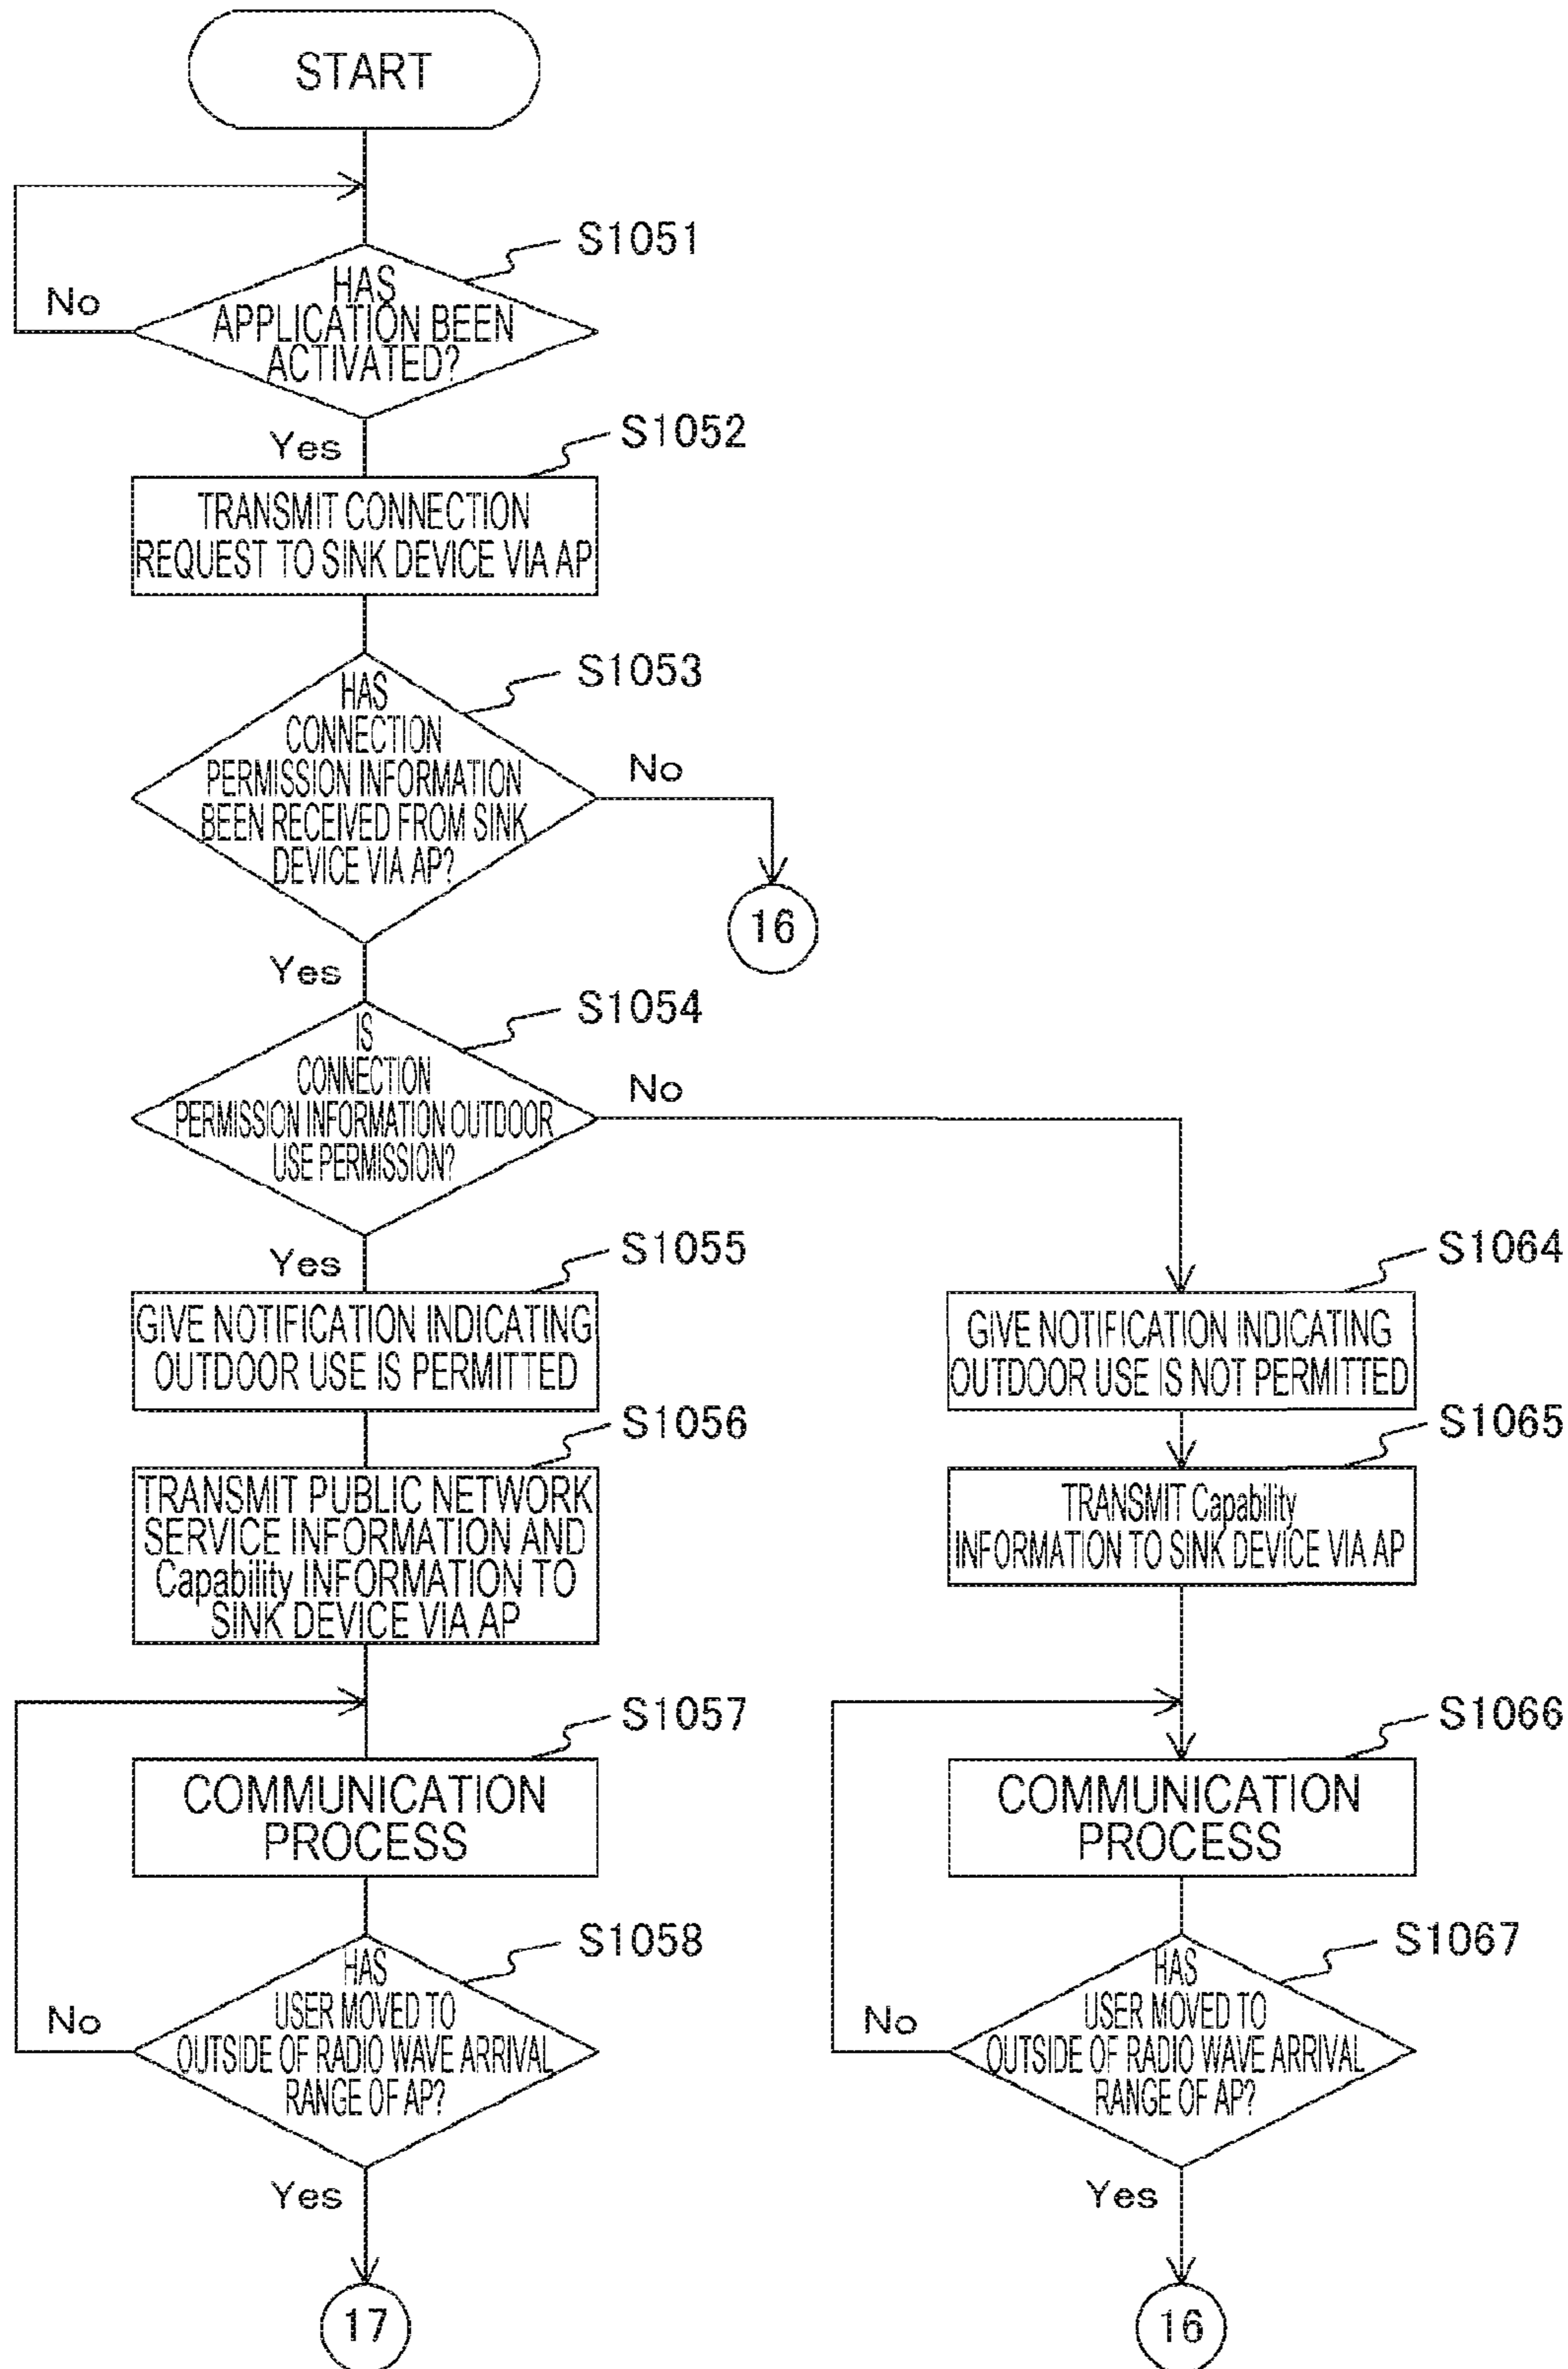 START
S1051
HAS
APPLICATION BEEN
ACTIVATED?
No
Yes
S1052
TRANSMIT CONNECTION
REQUEST TO SINK DEVICE VIA AP
S1053
HAS
CONNECTION
PERMISSION INFORMATION
BEEN RECEIVED FROM SINK
DEVICE VIA AP?
No
16
Yes
S1054
IS
CONNECTION
PERMISSION INFORMATION OUTDOOR
USE PERMISSION?
No
Yes
S1055
GIVE NOTIFICATION INDICATING
OUTDOOR USE IS PERMITTED
S1056
TRANSMIT PUBLIC NETWORK
SERVICE INFORMATION AND
Capability INFORMATION TO
SINK DEVICE VIA AP
S1057
COMMUNICATION
PROCESS
S1058
HAS
USER MOVED TO
OUTSIDE OF RADIO WAVE ARRIVAL
RANGE OF AP?
No
Yes
17
S1064
GIVE NOTIFICATION INDICATING
OUTDOOR USE IS NOT PERMITTED
S1065
TRANSMIT Capability
INFORMATION TO SINK DEVICE VIA AP
S1066
COMMUNICATION
PROCESS
S1067
HAS
USER MOVED TO
OUTSIDE OF RADIO WAVE ARRIVAL
RANGE OF AP?
No
Yes
16